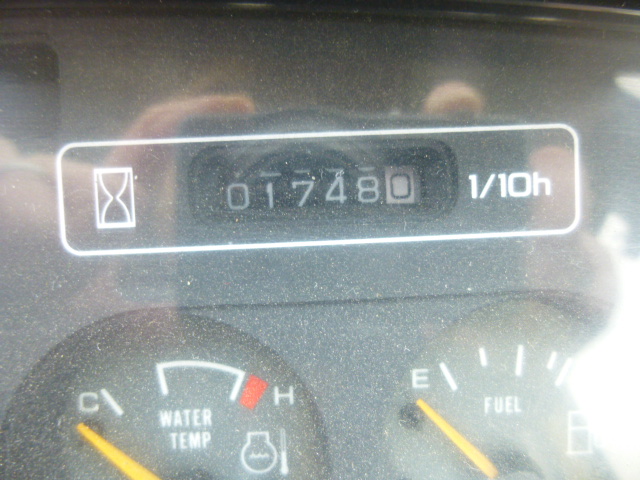 017480 1/10h
C H E
WATER TEMP FUEL